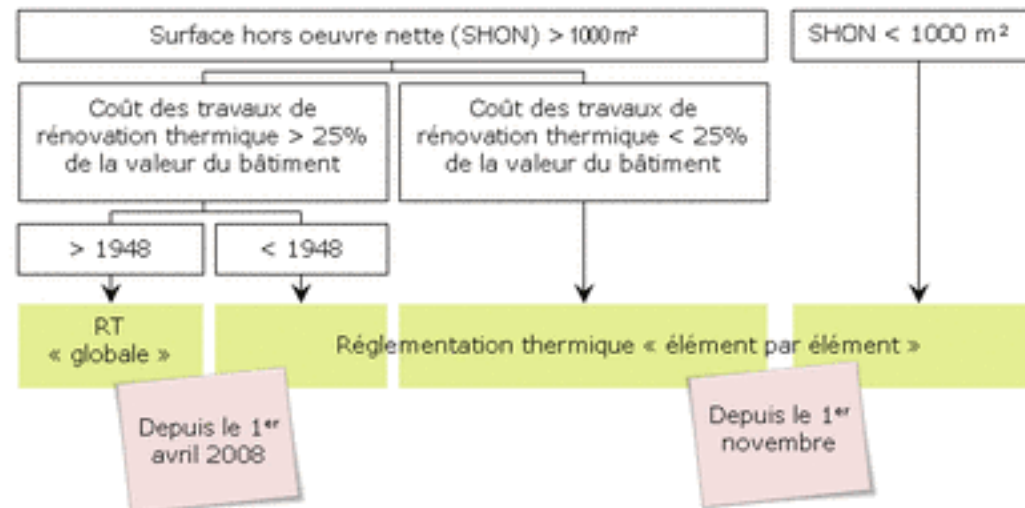 Surface hors oeuvre nette (SHON) > 1000 m²
SHON < 1000 m²
Coût des travaux de
rénovation thermique > 25%
de la valeur du bâtiment
Coût des travaux de
rénovation thermique < 25%
de la valeur du bâtiment
> 1948
< 1948
RT
« globale »
Réglementation thermique « élément par élément »
Depuis le 1er
avril 2008
Depuis le 1er
novembre